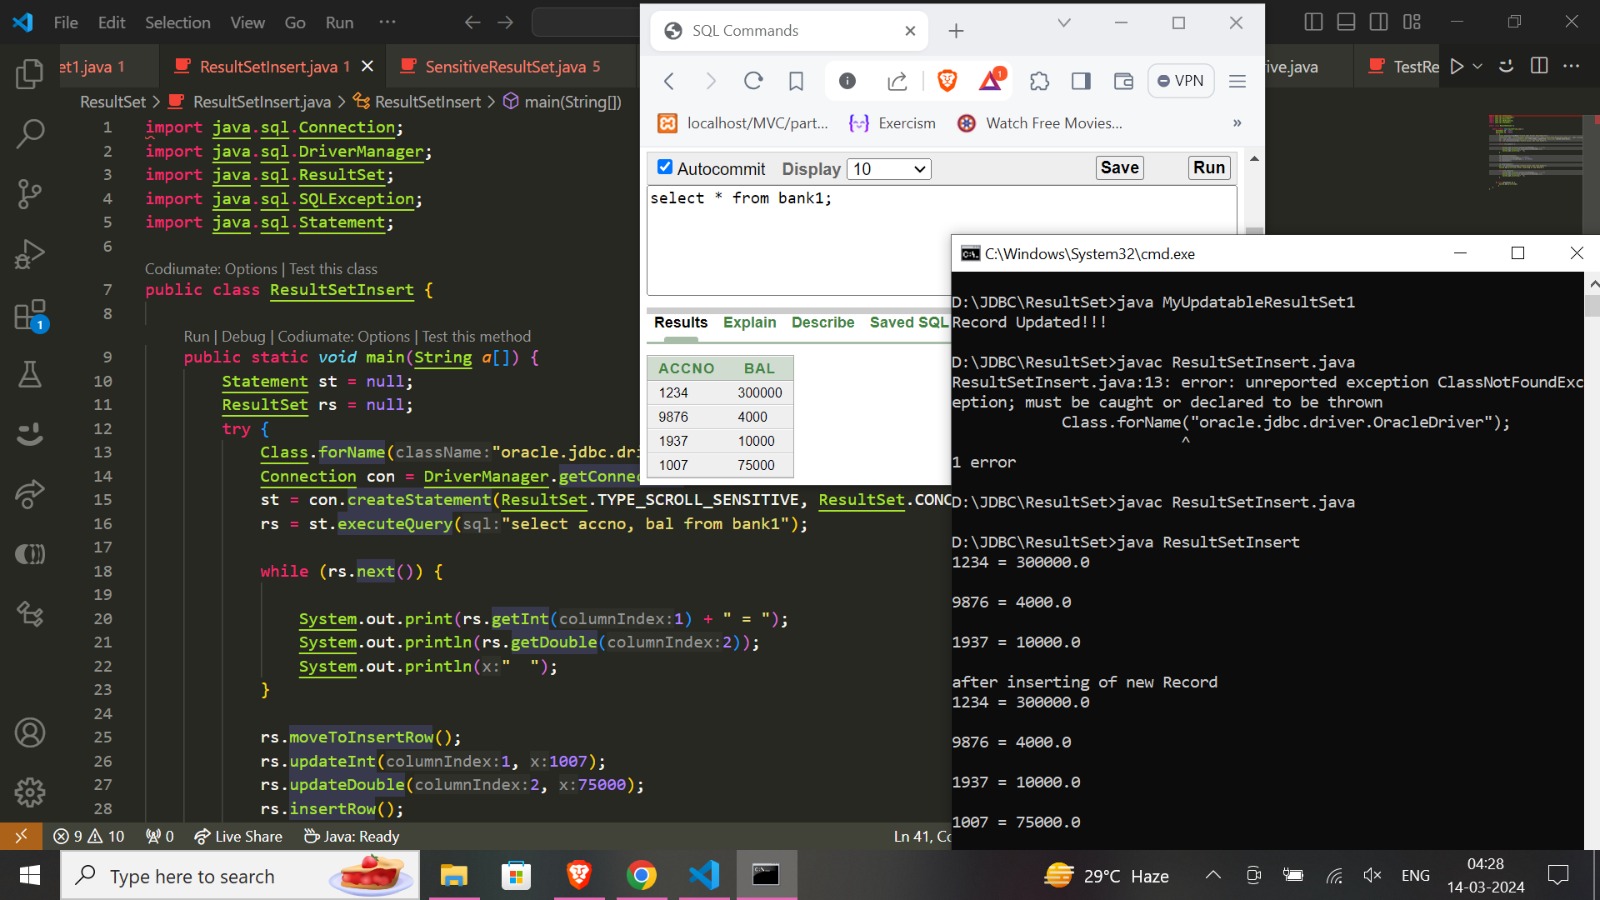 File Edit Selection View Go Run ···
et1.java 1
ResultSetInsert.java 1
SensitiveResultSet.java 5
ive.java
TestRe
ResultSet > ResultSetInsert.java > ResultSetInsert > main(String[])
1 import java.sql.Connection;
2 import java.sql.DriverManager;
3 import java.sql.ResultSet;
4 import java.sql.SQLException;
5 import java.sql.Statement;
6
Codiumate: Options | Test this class
7 public class ResultSetInsert {
8
Run | Debug | Codiumate: Options | Test this method
9 public static void main(String a[]) {
10 Statement st = null;
11 ResultSet rs = null;
12 try {
13 Class.forName(className:"oracle.jdbc.dri
14 Connection con = DriverManager.getConnec
15 st = con.createStatement(ResultSet.TYPE_SCROLL_SENSITIVE, ResultSet.CONC
16 rs = st.executeQuery(sql:"select accno, bal from bank1");
17
18 while (rs.next()) {
19
20 System.out.print(rs.getInt(columnIndex:1) + " = ");
21 System.out.println(rs.getDouble(columnIndex:2));
22 System.out.println(x:"  ");
23 }
24
25 rs.moveToInsertRow();
26 rs.updateInt(columnIndex:1, x:1007);
27 rs.updateDouble(columnIndex:2, x:75000);
28 rs.insertRow();
1
9 10 0 Live Share Java: Ready
Ln 41, Co
SQL Commands
1
VPN
localhost/MVC/part... Exercism Watch Free Movies... »
Autocommit Display 10 Save Run
select * from bank1;
Results Explain Describe Saved SQL
ACCNO BAL
1234 300000
9876 4000
1937 10000
1007 75000
C:\Windows\System32\cmd.exe
D:\JDBC\ResultSet>java MyUpdatableResultSet1
Record Updated!!!
D:\JDBC\ResultSet>javac ResultSetInsert.java
ResultSetInsert.java:13: error: unreported exception ClassNotFoundExc
eption; must be caught or declared to be thrown
Class.forName("oracle.jdbc.driver.OracleDriver");
^
1 error
D:\JDBC\ResultSet>javac ResultSetInsert.java
D:\JDBC\ResultSet>java ResultSetInsert
1234 = 300000.0
9876 = 4000.0
1937 = 10000.0
after inserting of new Record
1234 = 300000.0
9876 = 4000.0
1937 = 10000.0
1007 = 75000.0
Type here to search
29°C Haze
ENG
04:28
14-03-2024